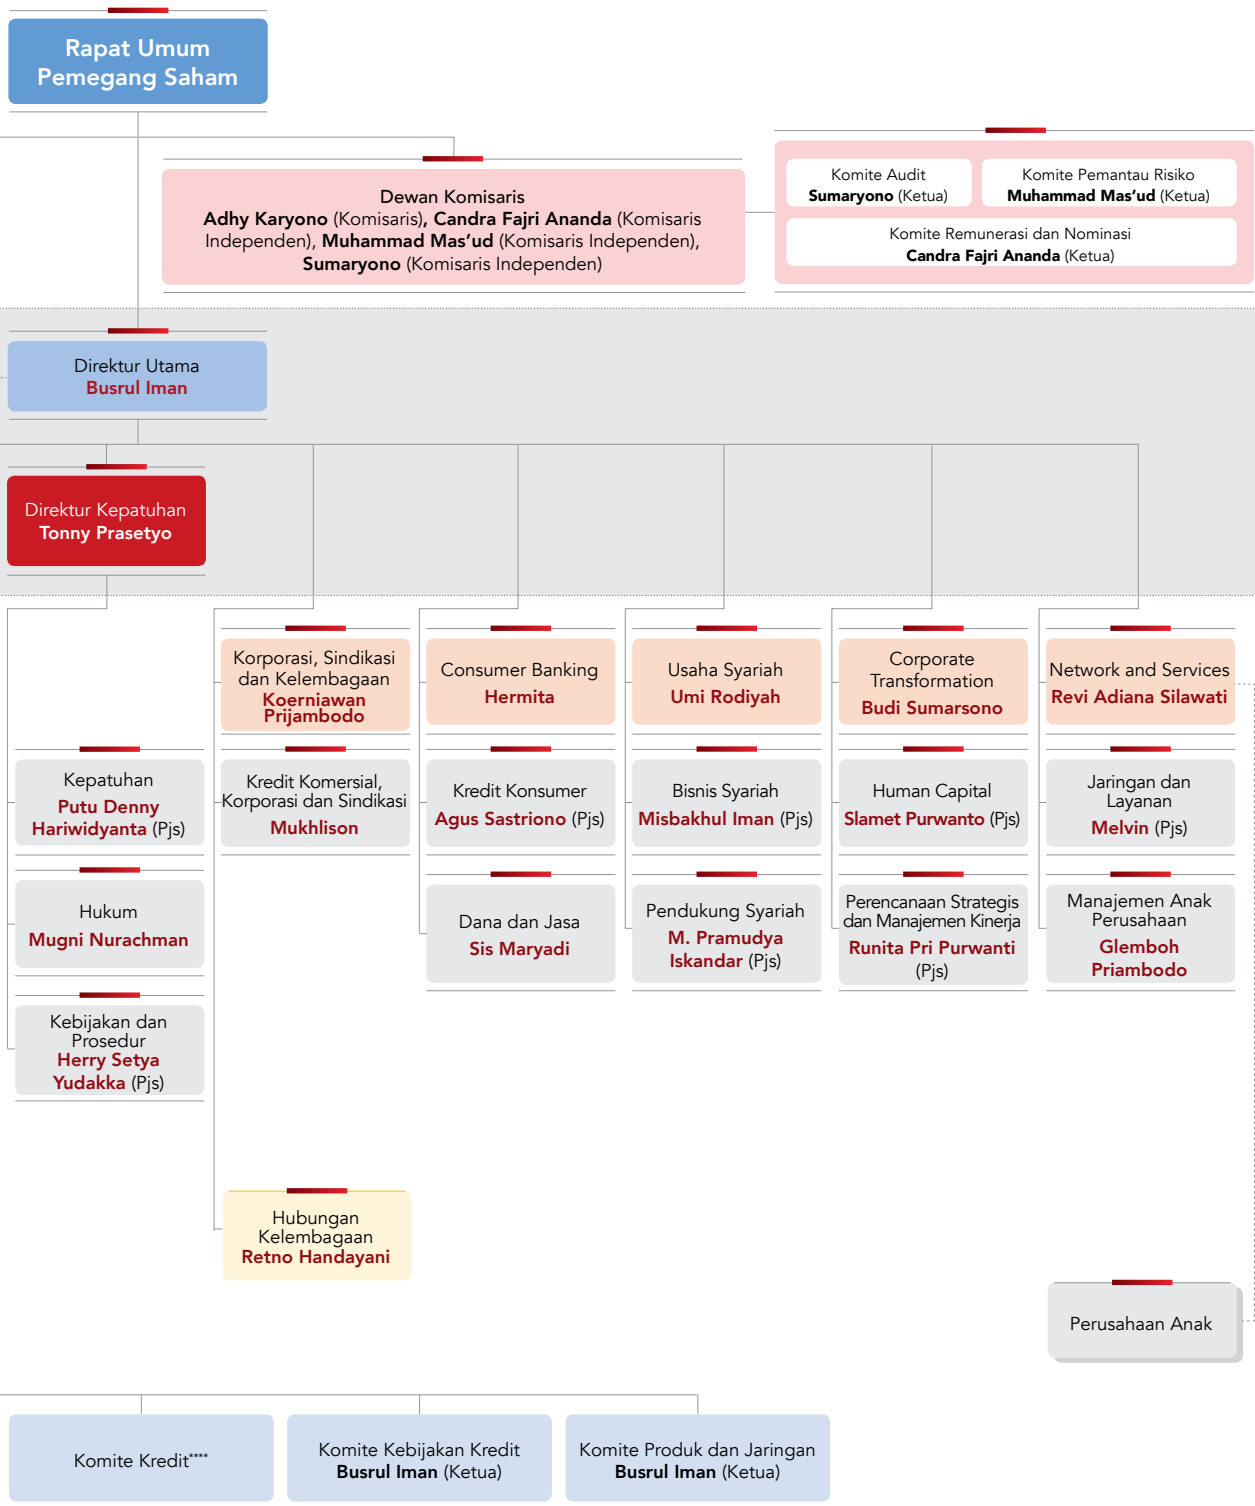 Rapat Umum
Pemegang Saham
Dewan Komisaris
Adhy Karyono (Komisaris), Candra Fajri Ananda (Komisaris
Independen), Muhammad Mas'ud (Komisaris Independen),
Sumaryono (Komisaris Independen)
Komite Audit
Sumaryono (Ketua)
Komite Pemantau Risiko
Muhammad Mas'ud (Ketua)
Komite Remunerasi dan Nominasi
Candra Fajri Ananda (Ketua)
Direktur Utama
Busrul Iman
Direktur Kepatuhan
Tonny Prasetyo
Kepatuhan
Putu Denny
Hariwidyanta (Pjs)
Hukum
Mugni Nurachman
Kebijakan dan
Prosedur
Herry Setya
Yudakka (Pjs)
Korporasi, Sindikasi
dan Kelembagaan
Koerniawan
Prijambodo
Kredit Komersial,
Korporasi dan Sindikasi
Mukhlison
Hubungan
Kelembagaan
Retno Handayani
Consumer Banking
Hermita
Kredit Konsumer
Agus Sastriono (Pjs)
Dana dan Jasa
Sis Maryadi
Usaha Syariah
Umi Rodiyah
Bisnis Syariah
Misbakhul Iman (Pjs)
Pendukung Syariah
M. Pramudya
Iskandar (Pjs)
Corporate
Transformation
Budi Sumarsono
Human Capital
Slamet Purwanto (Pjs)
Perencanaan Strategis
dan Manajemen Kinerja
Runita Pri Purwanti
(Pjs)
Network and Services
Revi Adiana Silawati
Jaringan dan
Layanan
Melvin (Pjs)
Manajemen Anak
Perusahaan
Glemboh
Priambodo
Perusahaan Anak
Komite Kredit****
Komite Kebijakan Kredit
Busrul Iman (Ketua)
Komite Produk dan Jaringan
Busrul Iman (Ketua)